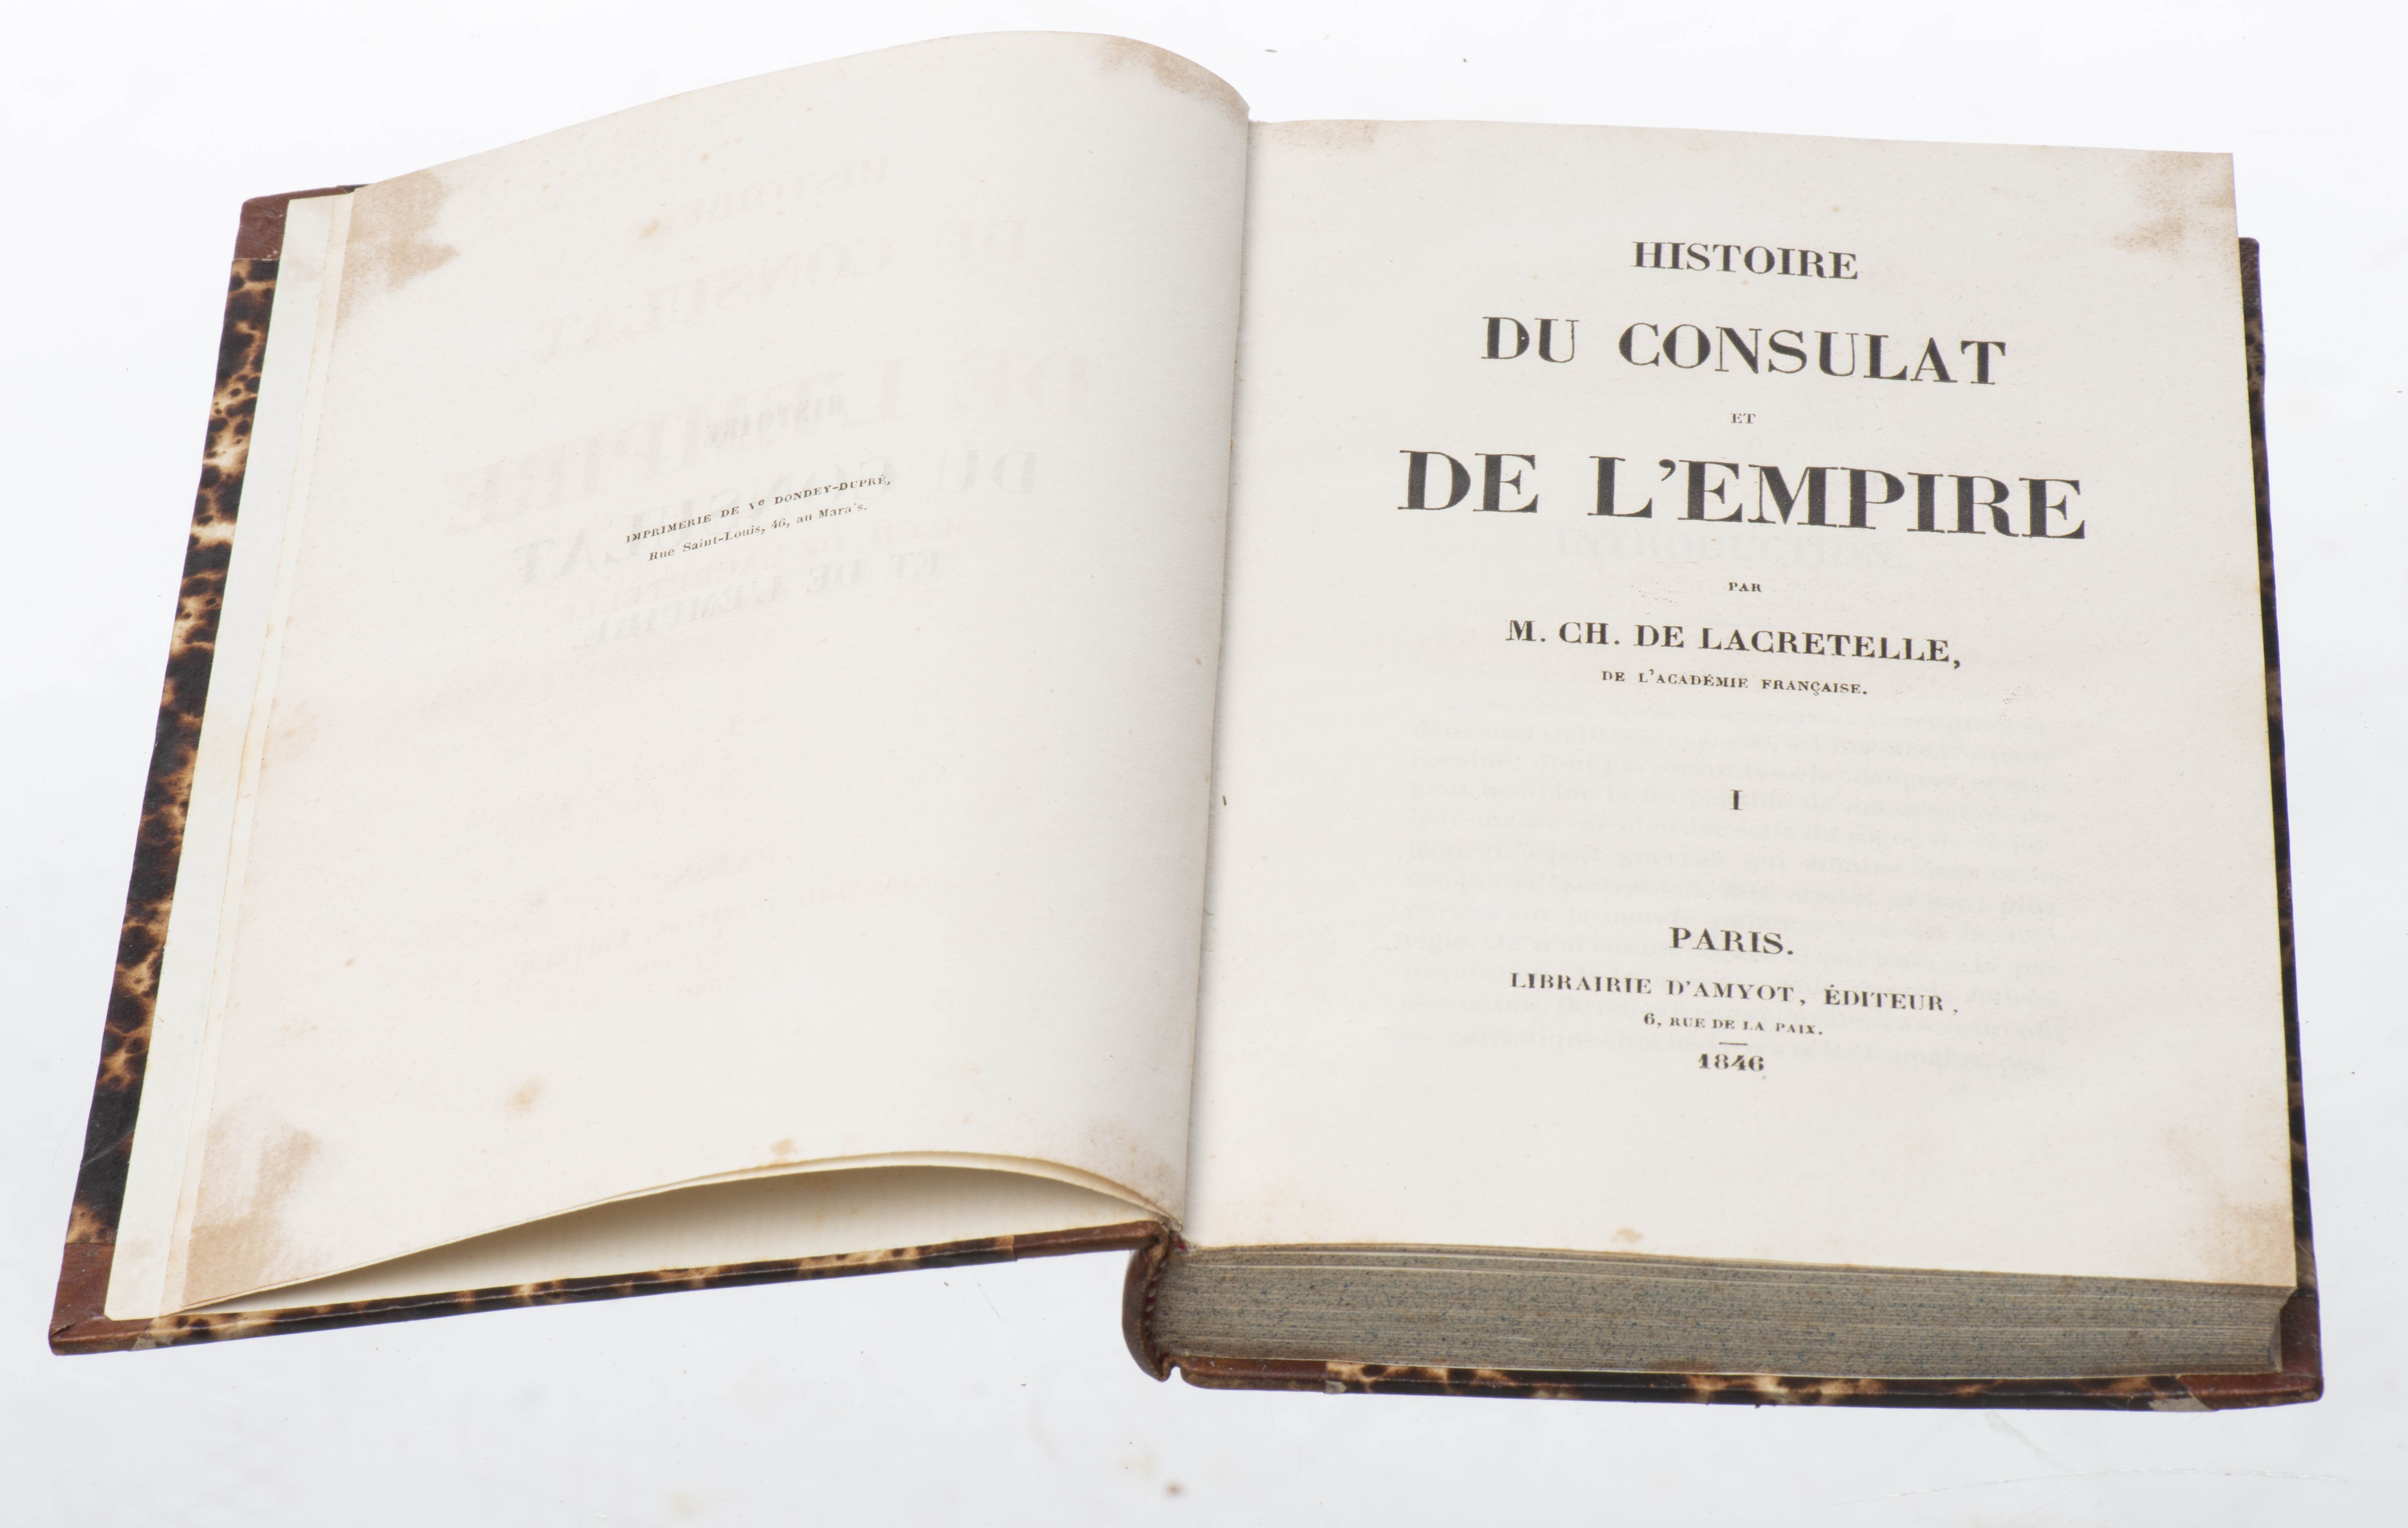 IMPRIMERIE DE Ve DONDEY-DUPRÉ,
Rue Saint-Louis, 46, au Marais.
HISTOIRE
DU CONSULAT
ET
DE L'EMPIRE
PAR
M. CH. DE LACRETELLE,
DE L'ACADÉMIE FRANÇAISE.
I
PARIS.
LIBRAIRIE D'AMYOT, ÉDITEUR,
6, RUE DE LA PAIX.
1846